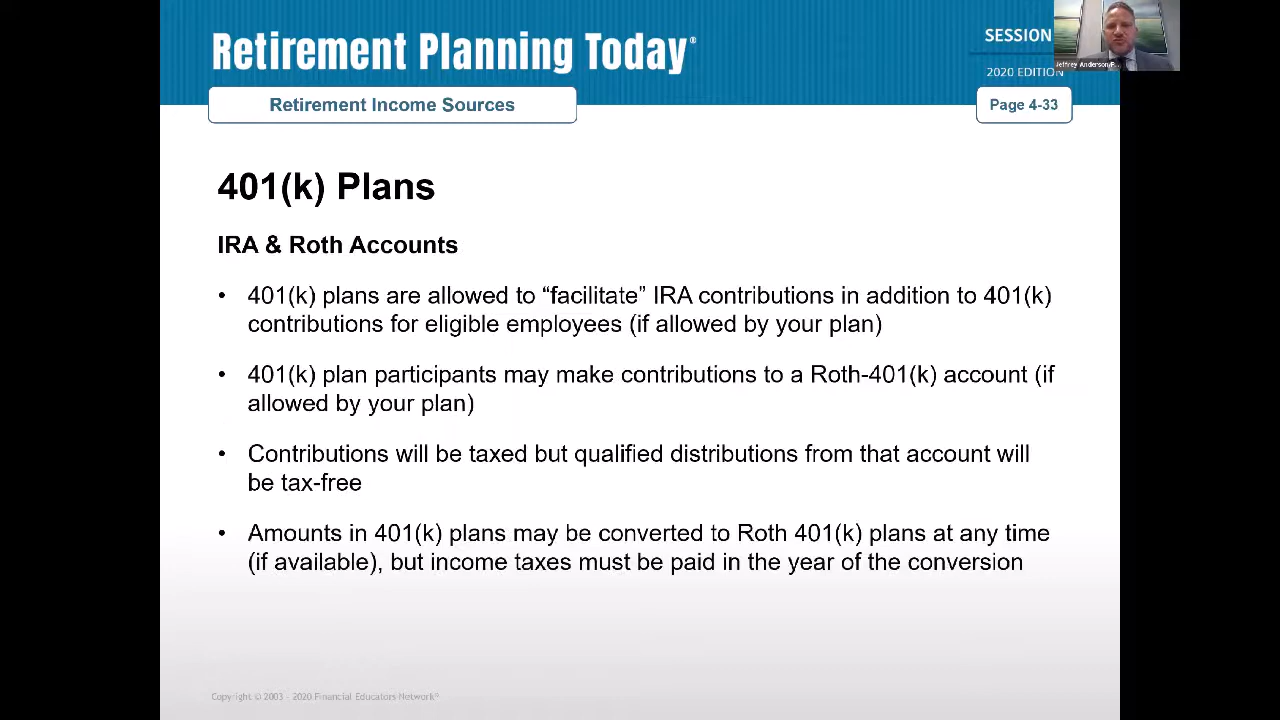 Retirement Planning Today®
SESSION
2020 EDITION
Jeffrey Anderson
Retirement Income Sources
Page 4-33
401(k) Plans
IRA & Roth Accounts
• 401(k) plans are allowed to “facilitate” IRA contributions in addition to 401(k)
contributions for eligible employees (if allowed by your plan)
• 401(k) plan participants may make contributions to a Roth-401(k) account (if
allowed by your plan)
• Contributions will be taxed but qualified distributions from that account will
be tax-free
• Amounts in 401(k) plans may be converted to Roth 401(k) plans at any time
(if available), but income taxes must be paid in the year of the conversion
Copyright © 2003 - 2020 Financial Educators Network®